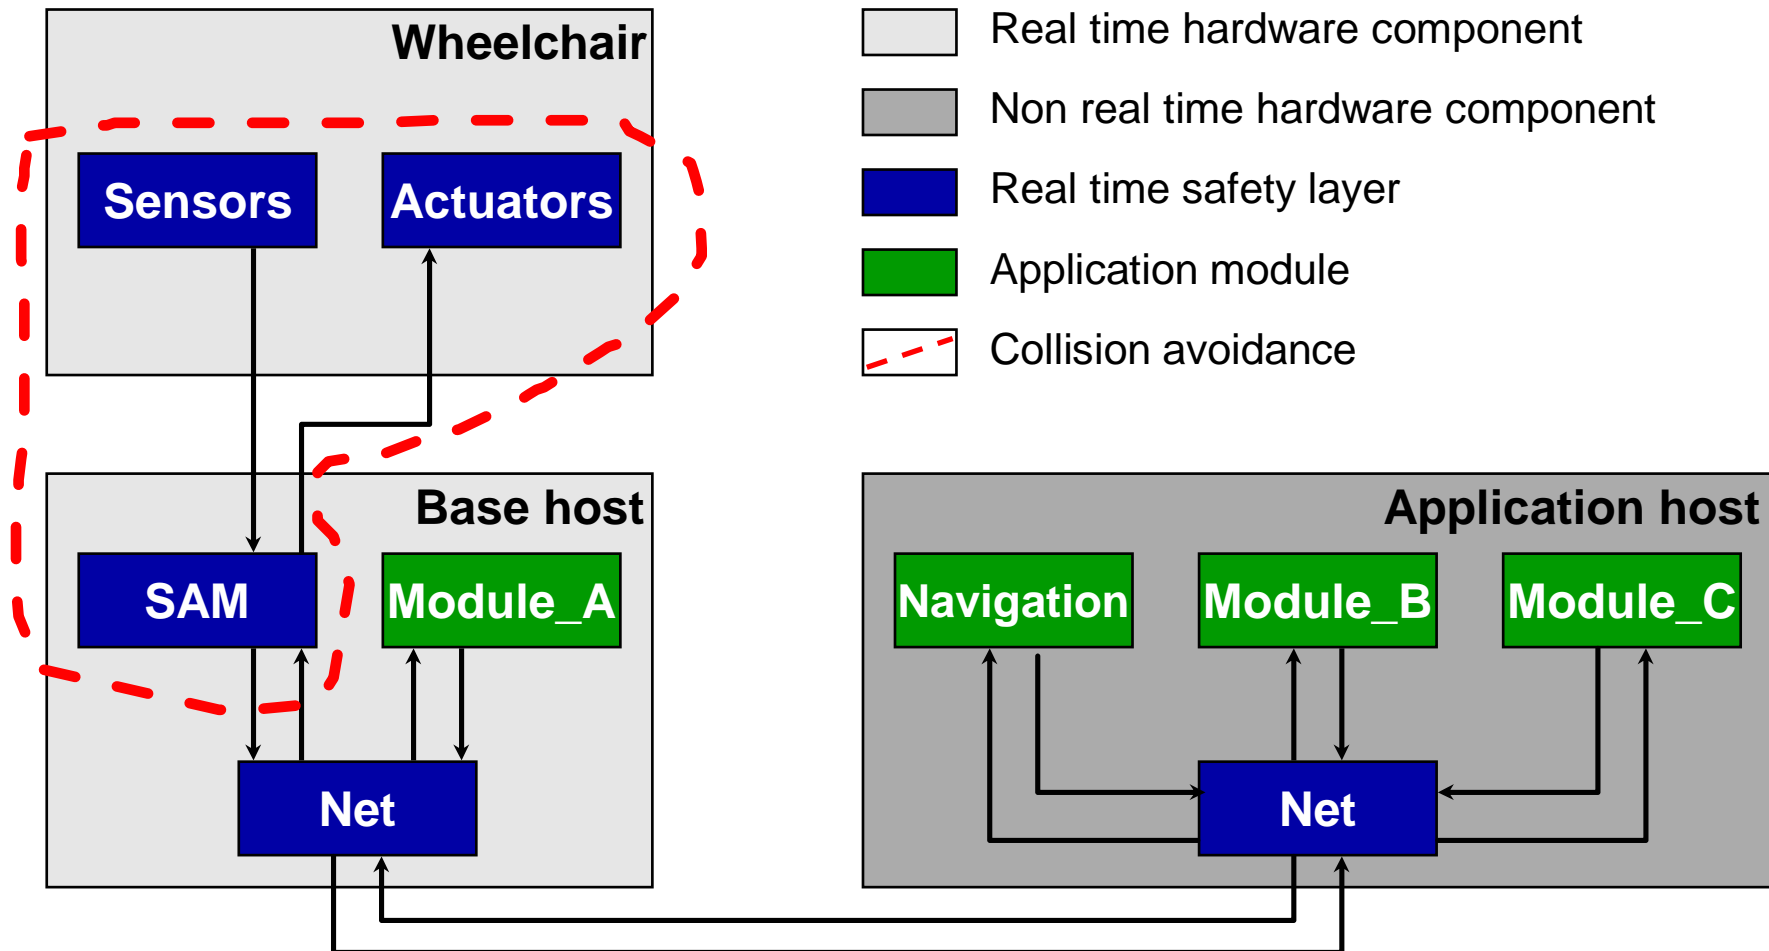 Wheelchair
Sensors
Actuators
Real time hardware component
Non real time hardware component
Real time safety layer
Application module
Collision avoidance
Base host
SAM
Module_A
Net
Application host
Navigation
Module_B
Module_C
Net